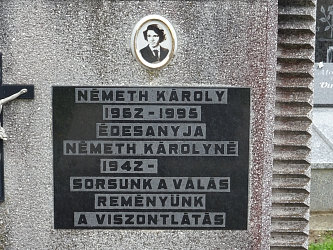 NÉMETH KÁROLY
1962-1995
ÉDESANYJA
NÉMETH KÁROLYNÉ
1942-
SORSUNK A VÁLÁS
REMÉNYÜNK
A VISZONTLÁTÁS